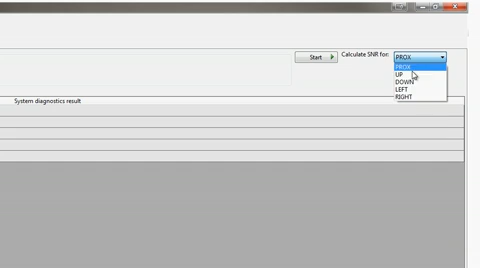 Start
Calculate SNR for:
PROX
PROX
UP
DOWN
LEFT
RIGHT
System diagnostics result